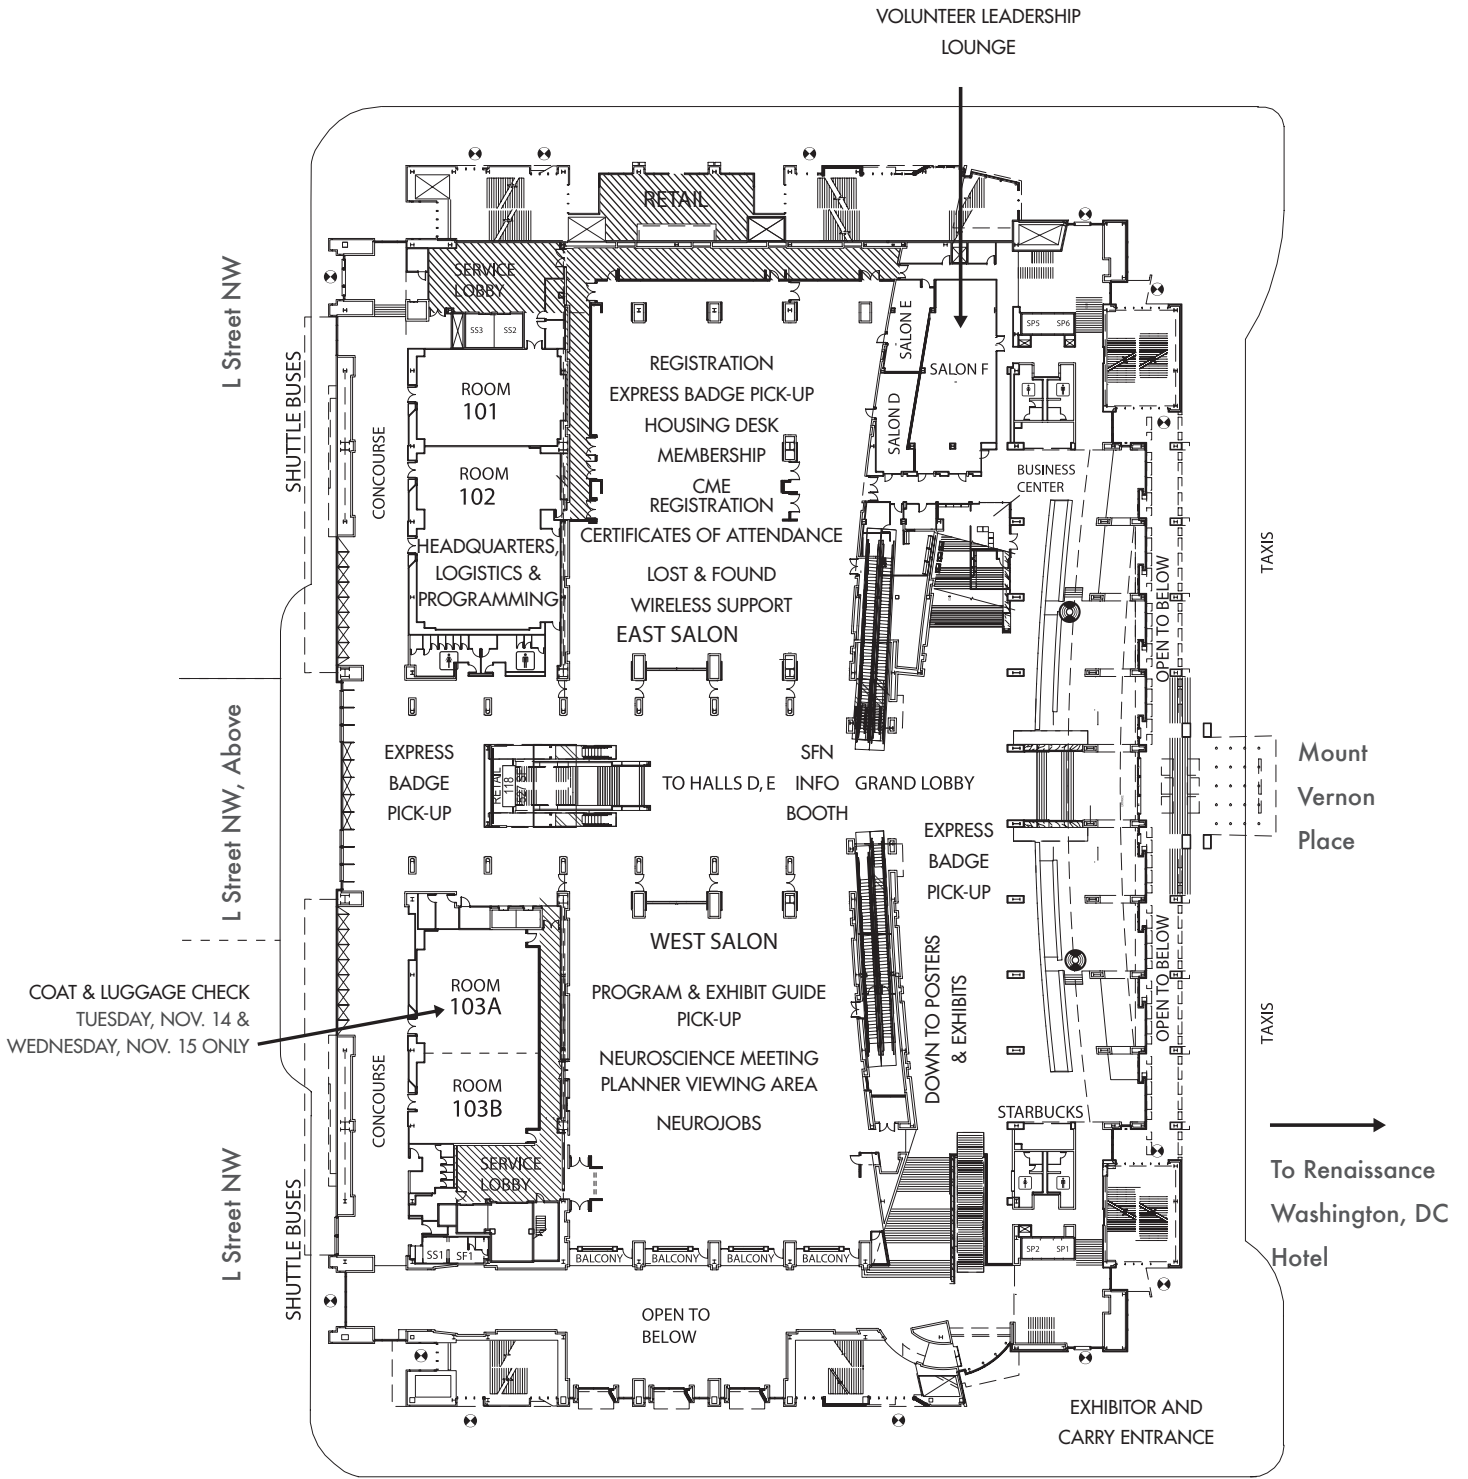 VOLUNTEER LEADERSHIP
LOUNGE
RETAIL
SERVICE
LOBBY
L Street NW
SHUTTLE BUSES
CONCOURSE
SS3
SS2
ROOM
101
ROOM
102
HEADQUARTERS,
LOGISTICS &
PROGRAMMING
REGISTRATION
EXPRESS BADGE PICK-UP
HOUSING DESK
MEMBERSHIP
CME
REGISTRATION
CERTIFICATES OF ATTENDANCE
LOST & FOUND
WIRELESS SUPPORT
EAST SALON
SALON E
SALON D
SALON F
SP5
SP6
BUSINESS
CENTER
OPEN TO BELOW
TAXIS
L Street NW, Above
EXPRESS
BADGE
PICK-UP
RETAIL
118
TO HALLS D, E
SFN
INFO
BOOTH
GRAND LOBBY
EXPRESS
BADGE
PICK-UP
Mount
Vernon
Place
WEST SALON
PROGRAM & EXHIBIT GUIDE
PICK-UP
NEUROSCIENCE MEETING
PLANNER VIEWING AREA
NEUROJOBS
DOWN TO POSTERS
& EXHIBITS
OPEN TO BELOW
TAXIS
COAT & LUGGAGE CHECK
TUESDAY, NOV. 14 &
WEDNESDAY, NOV. 15 ONLY
ROOM
103A
ROOM
103B
CONCOURSE
L Street NW
SHUTTLE BUSES
SERVICE
LOBBY
SS1
SF1
BALCONY
BALCONY
BALCONY
BALCONY
STARBUCKS
SP2
SP1
To Renaissance
Washington, DC
Hotel
OPEN TO
BELOW
EXHIBITOR AND
CARRY ENTRANCE